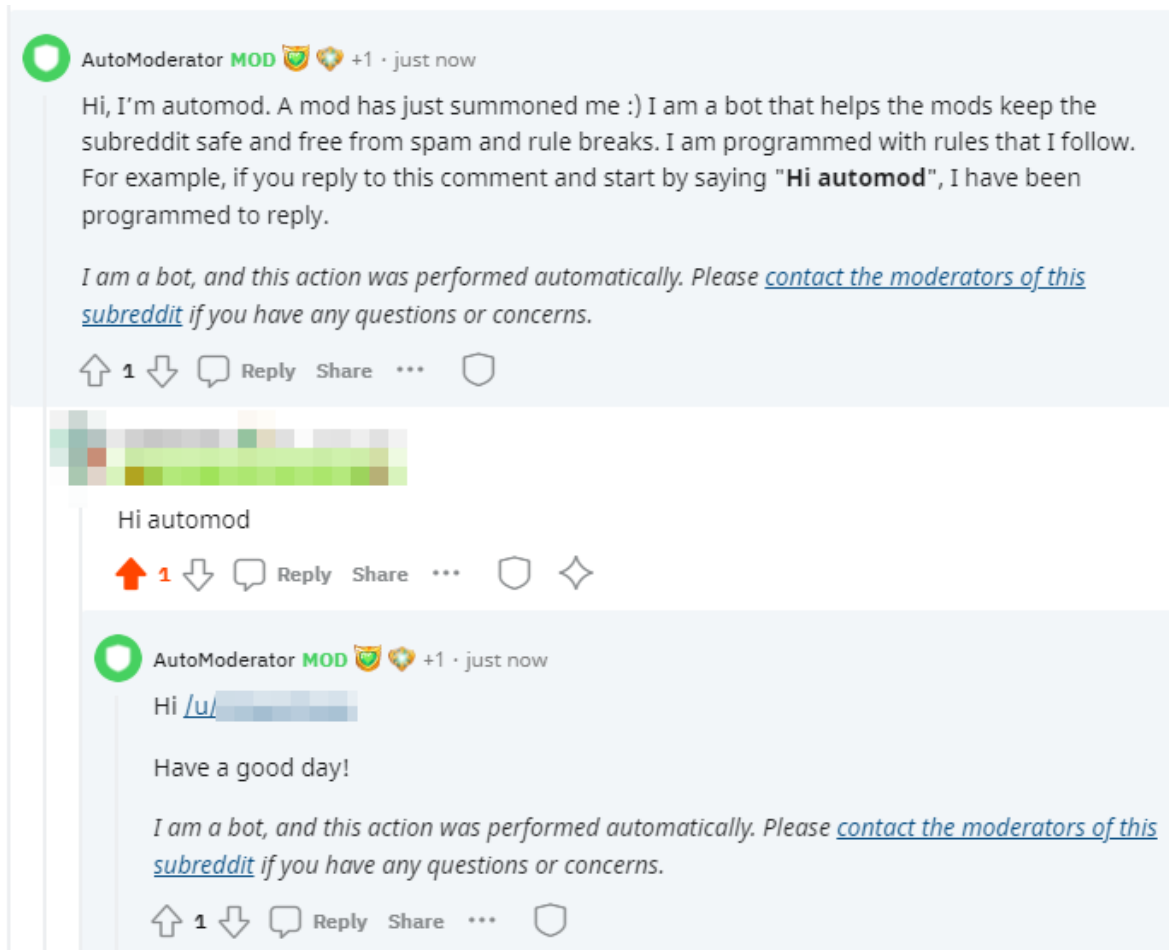 AutoModerator MOD +1 · just now
Hi, I'm automod. A mod has just summoned me :) I am a bot that helps the mods keep the
subreddit safe and free from spam and rule breaks. I am programmed with rules that I follow.
For example, if you reply to this comment and start by saying "Hi automod", I have been
programmed to reply.
I am a bot, and this action was performed automatically. Please contact the moderators of this
subreddit if you have any questions or concerns.
1 Reply Share ···
Hi automod
1 Reply Share ···
AutoModerator MOD +1 · just now
Hi /u/
Have a good day!
I am a bot, and this action was performed automatically. Please contact the moderators of this
subreddit if you have any questions or concerns.
1 Reply Share ···